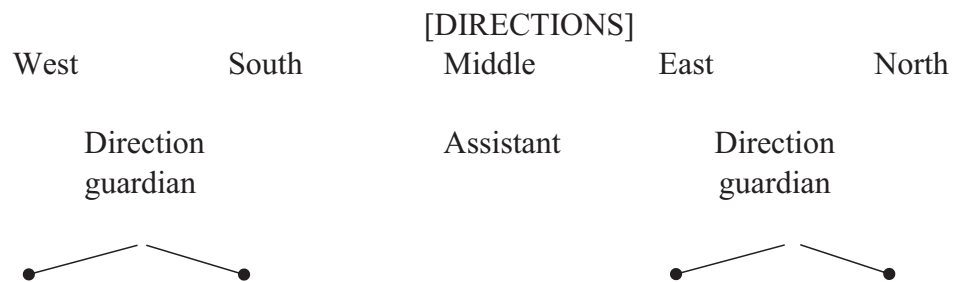 [DIRECTIONS]
West South Middle East North
Direction Assistant Direction
guardian guardian